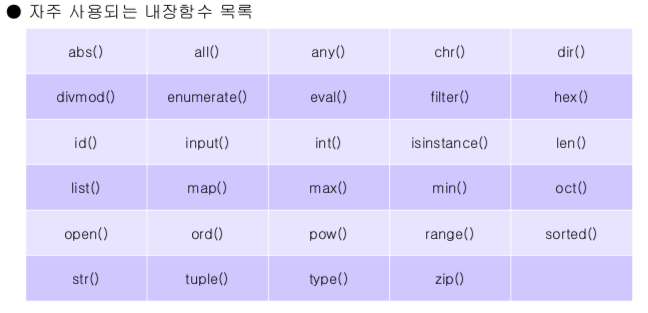 ● 자주 사용되는 내장함수 목록
abs() all() any() chr() dir()
divmod() enumerate() eval() filter() hex()
id() input() int() isinstance() len()
list() map() max() min() oct()
open() ord() pow() range() sorted()
str() tuple() type() zip()